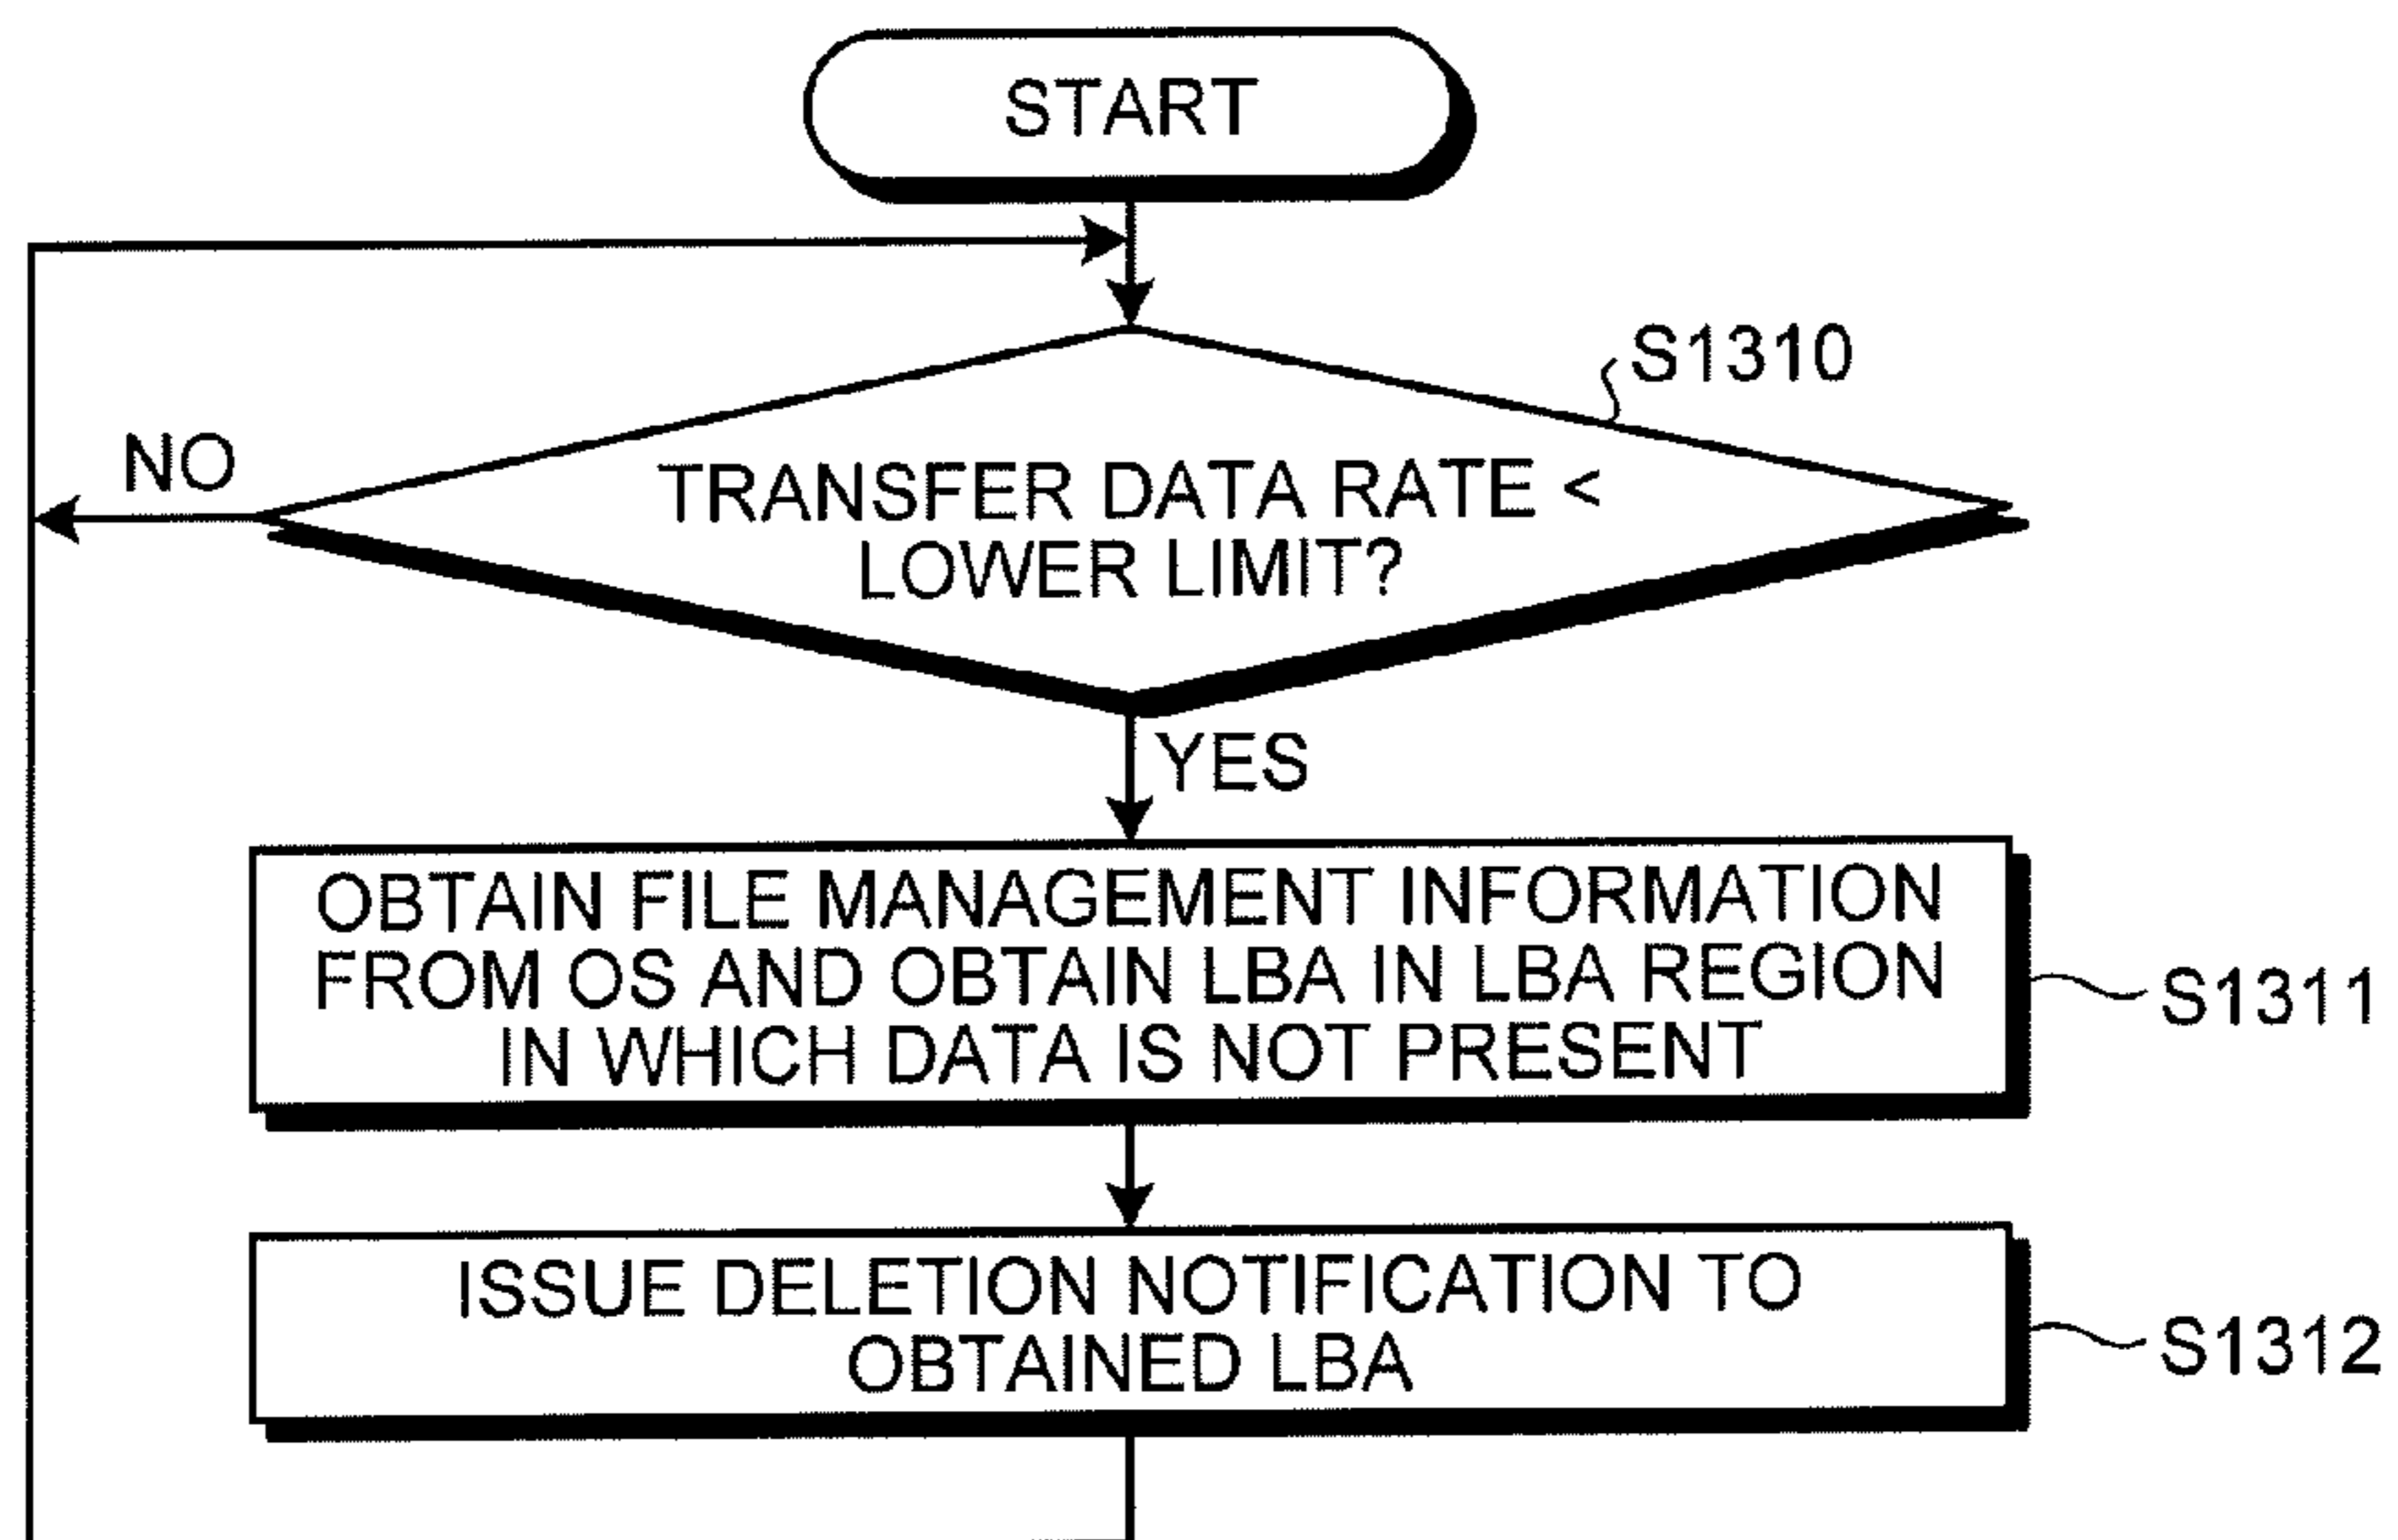 START
S1310
NO
TRANSFER DATA RATE <
LOWER LIMIT?
YES
OBTAIN FILE MANAGEMENT INFORMATION
FROM OS AND OBTAIN LBA IN LBA REGION
IN WHICH DATA IS NOT PRESENT
S1311
ISSUE DELETION NOTIFICATION TO
OBTAINED LBA
S1312